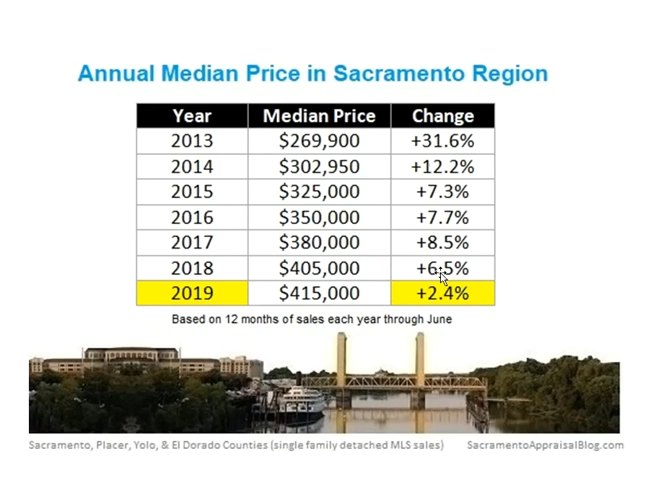 Annual Median Price in Sacramento Region
Year Median Price Change
2013 $269,900 +31.6%
2014 $302,950 +12.2%
2015 $325,000 +7.3%
2016 $350,000 +7.7%
2017 $380,000 +8.5%
2018 $405,000 +6.5%
2019 $415,000 +2.4%
Based on 12 months of sales each year through June
Sacramento, Placer, Yolo, & El Dorado Counties (single family detached MLS sales) SacramentoAppraisalBlog.com